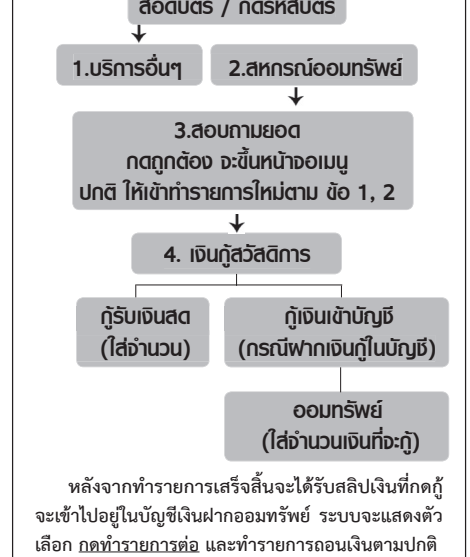 สอดบัตร / กดรหัสบัตร
1.บริการอื่นๆ 2.สหกรณ์ออมทรัพย์
3.สอบถามยอด
กดถูกต้อง จะขึ้นหน้าจอเมนู
ปกติ ให้เข้าทำรายการใหม่ตาม ข้อ 1, 2
4. เงินกู้สวัสดิการ
กู้รับเงินสด
(ใส่จำนวน)
กู้เงินเข้าบัญชี
(กรณีฝากเงินกู้ในบัญชี)
ออมทรัพย์
(ใส่จำนวนเงินที่จะกู้)
หลังจากทำรายการเสร็จสิ้นจะได้รับสลิปเงินที่กดกู้
จะเข้าไปอยู่ในบัญชีเงินฝากออมทรัพย์ ระบบจะแสดงตัว
เลือก กดทำรายการต่อ และทำรายการถอนเงินตามปกติ